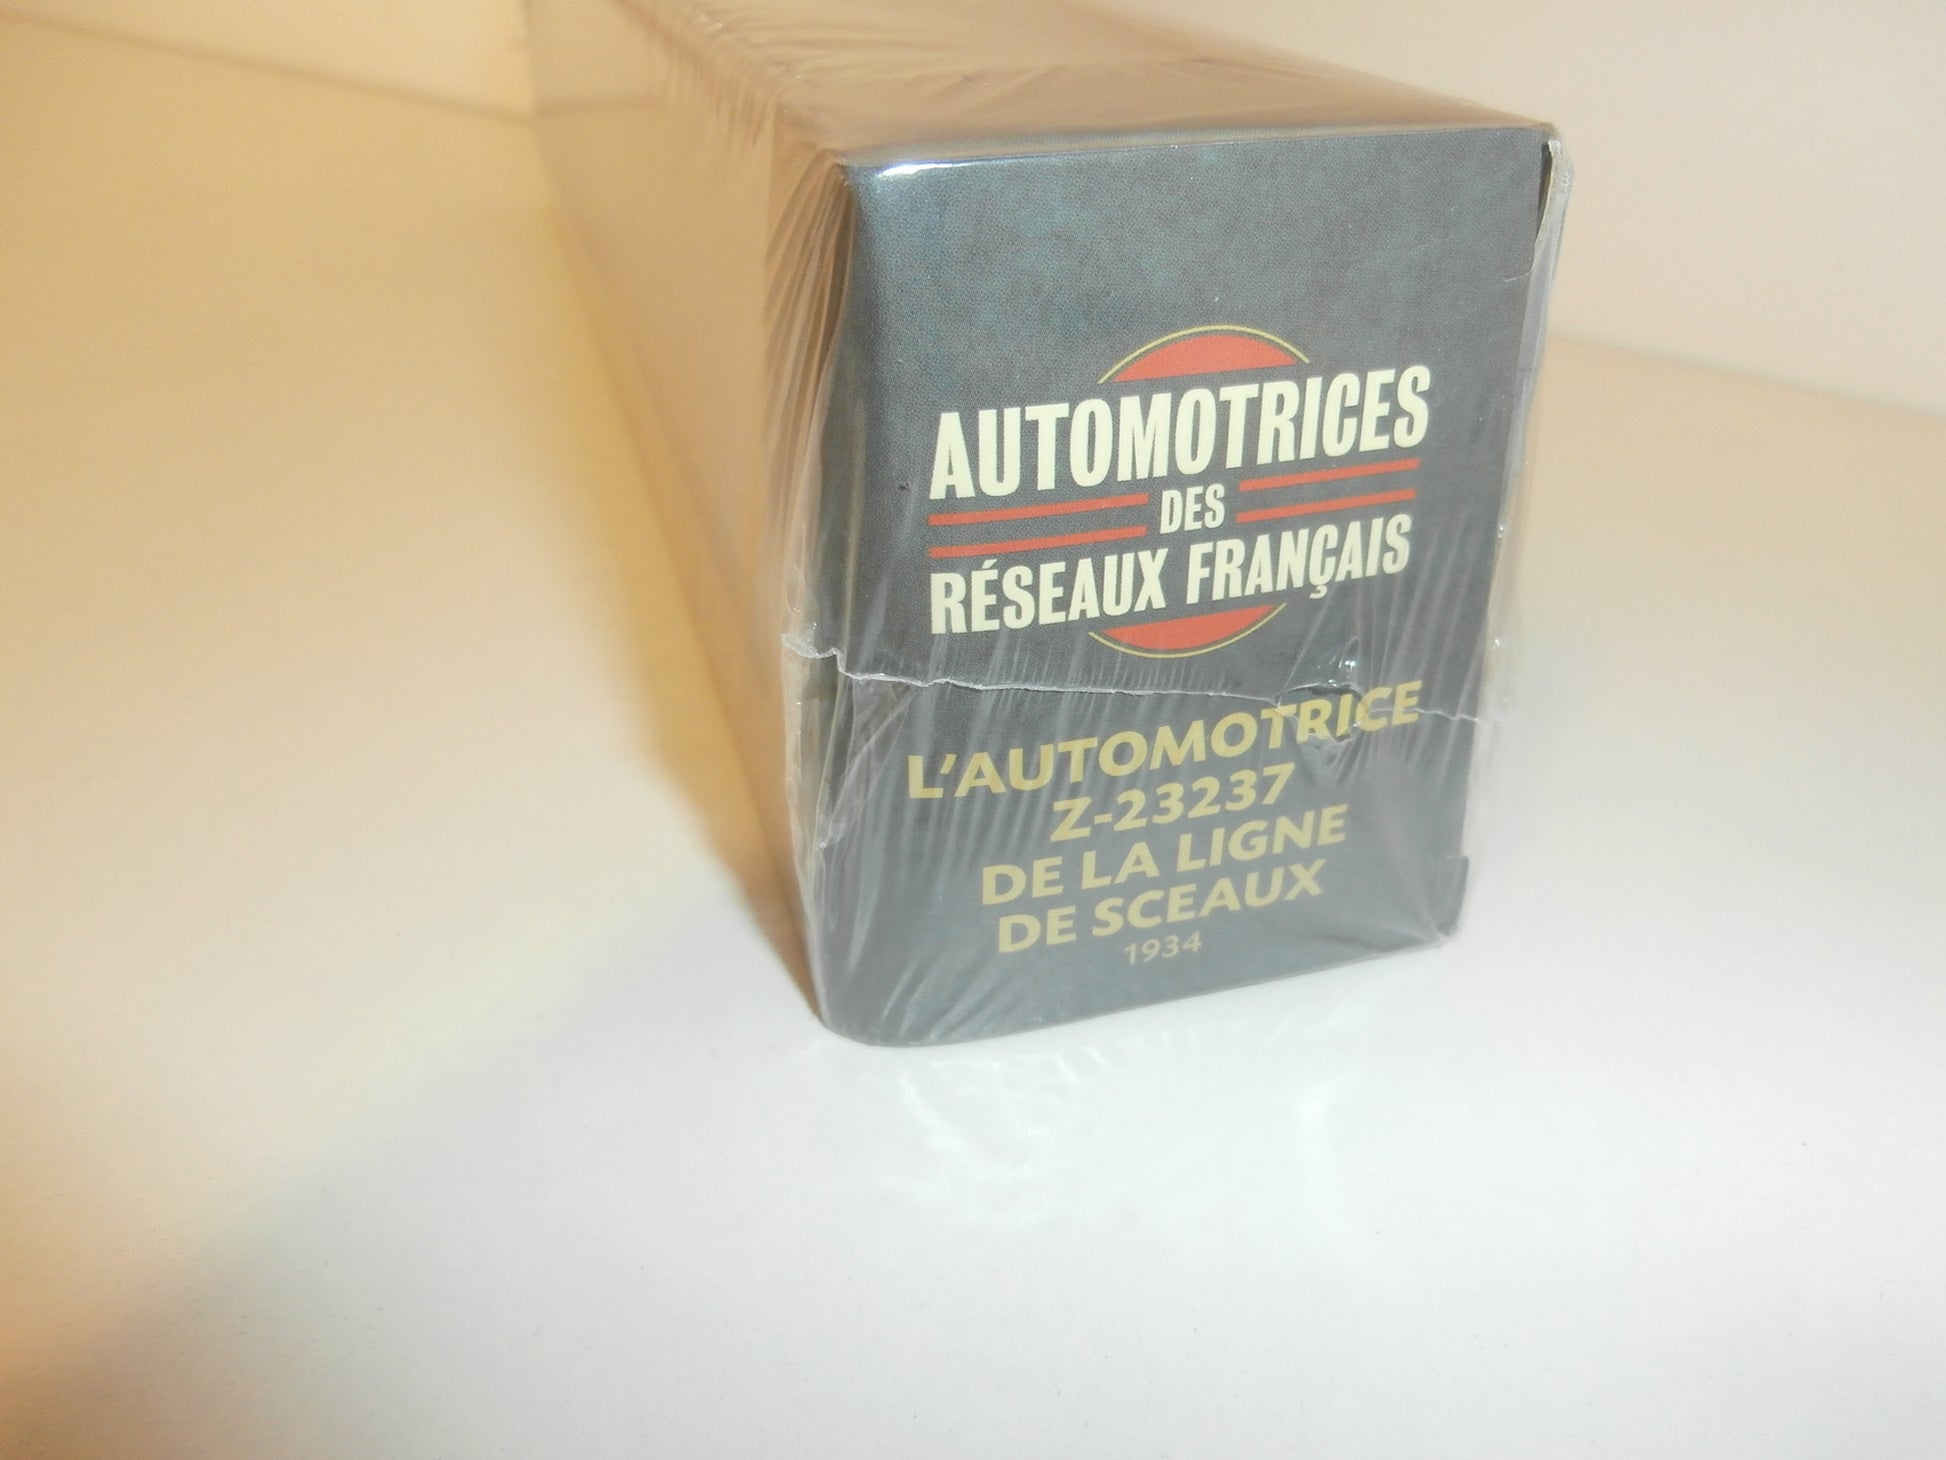 AUTOMOTRICES
DES
RÉSEAUX FRANÇAIS
L'AUTOMOTRICE
Z-23237
DE LA LIGNE
DE SCEAUX
1934